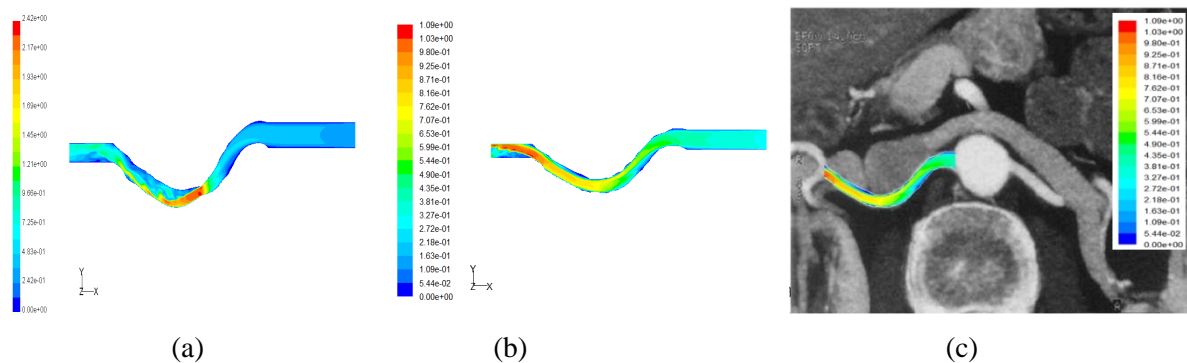 2.42e+00
2.17e+00
1.93e+00
1.69e+00
1.45e+00
1.21e+00
9.66e-01
7.25e-01
4.83e-01
2.42e-01
0.00e+00
Y
Z X
(a)
1.09e+00
1.03e+00
9.80e-01
9.25e-01
8.71e-01
8.16e-01
7.62e-01
7.07e-01
6.53e-01
5.99e-01
5.44e-01
4.90e-01
4.35e-01
3.81e-01
3.27e-01
2.72e-01
2.18e-01
1.63e-01
1.09e-01
5.44e-02
0.00e+00
Y
Z X
(b)
1.09e+00
1.03e+00
9.80e-01
9.25e-01
8.71e-01
8.16e-01
7.62e-01
7.07e-01
6.53e-01
5.99e-01
5.44e-01
4.90e-01
4.35e-01
3.81e-01
3.27e-01
2.72e-01
2.18e-01
1.63e-01
1.09e-01
5.44e-02
0.00e+00
(c)